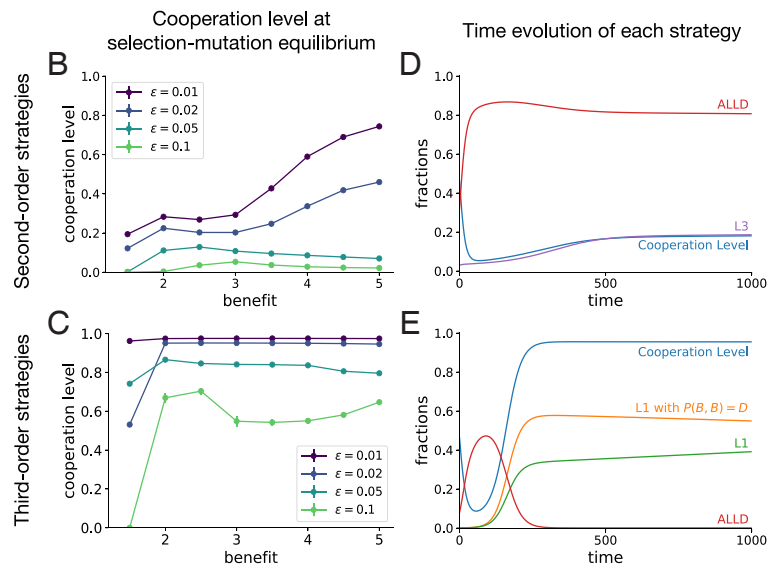 Cooperation level at
selection-mutation equilibrium
Time evolution of each strategy
Second-order strategies
B
1.0
0.8
0.6
0.4
0.2
0.0
cooperation level
ε = 0.01
ε = 0.02
ε = 0.05
ε = 0.1
2
3
4
5
benefit
D
1.0
0.8
0.6
0.4
0.2
0.0
fractions
ALLD
L3
Cooperation Level
0
500
1000
time
Third-order strategies
C
1.0
0.8
0.6
0.4
0.2
0.0
cooperation level
ε = 0.01
ε = 0.02
ε = 0.05
ε = 0.1
2
3
4
5
benefit
E
1.0
0.8
0.6
0.4
0.2
0.0
fractions
Cooperation Level
L1 with P(B, B) = D
L1
ALLD
0
500
1000
time